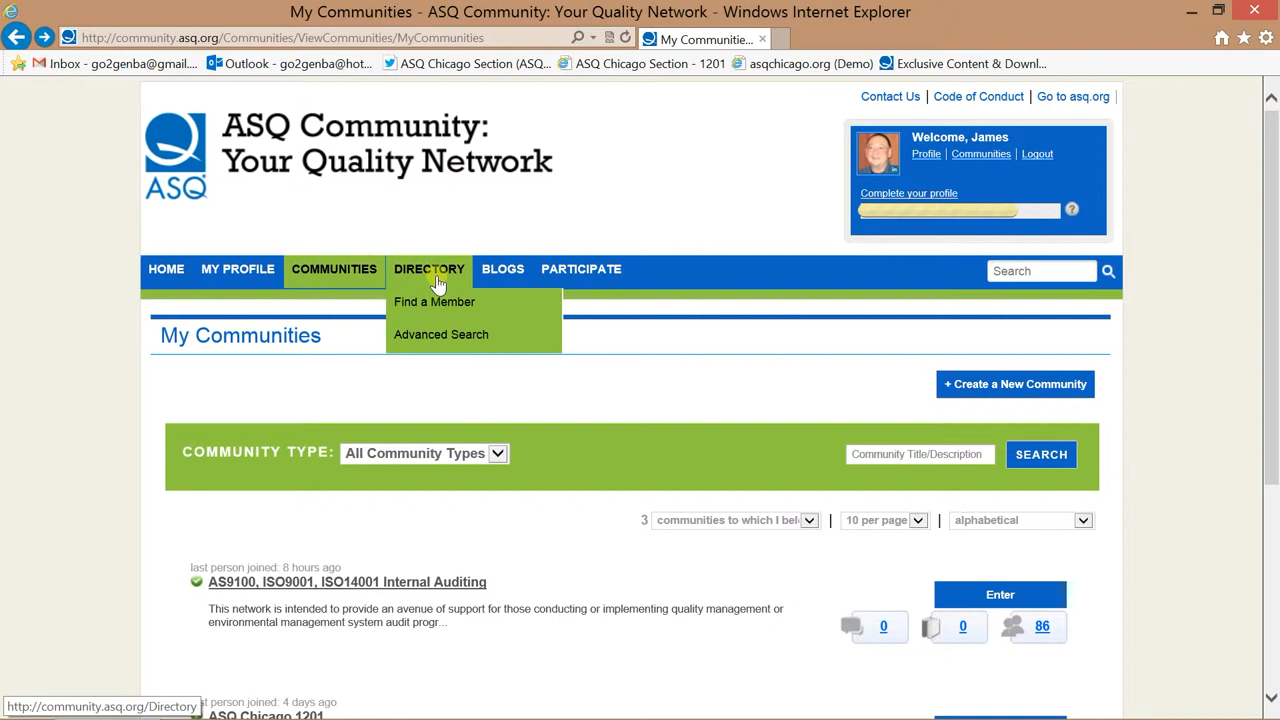 My Communities - ASQ Community: Your Quality Network - Windows Internet Explorer
http://community.asq.org/Communities/ViewCommunities/MyCommunities
My Communitie...
Inbox - go2genba@gmail....
Outlook - go2genba@hot...
ASQ Chicago Section (ASQ...
ASQ Chicago Section - 1201
asqchicago.org (Demo)
Exclusive Content & Downl...
Contact Us | Code of Conduct | Go to asq.org |
ASQ
ASQ Community:
Your Quality Network
Welcome, James
Profile | Communities | Logout
in
Complete your profile
?
HOME MY PROFILE COMMUNITIES DIRECTORY BLOGS PARTICIPATE
Search
Find a Member
Advanced Search
My Communities
+ Create a New Community
COMMUNITY TYPE: All Community Types
Community Title/Description
SEARCH
3 communities to which I bel | 10 per page | alphabetical
last person joined: 8 hours ago
AS9100, ISO9001, ISO14001 Internal Auditing
Enter
This network is intended to provide an avenue of support for those conducting or implementing quality management or
environmental management system audit progr...
0 0 86
st person joined: 4 days ago
ASQ Chicago 1201
http://community.asq.org/Directory